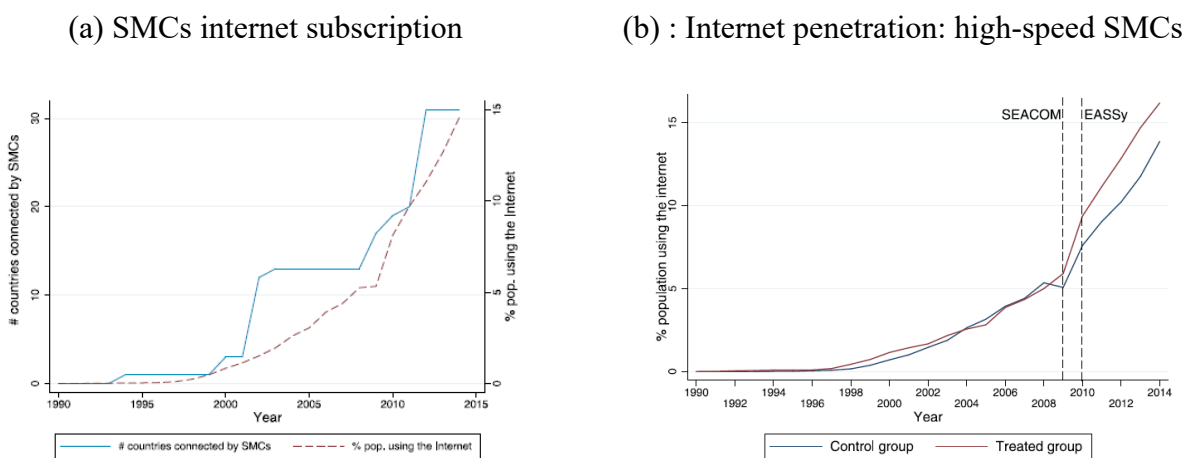 (a) SMCs internet subscription
# countries connected by SMCs
0
10
20
30
% pop. using the Internet
0
5
10
15
1990
1995
2000
2005
2010
2015
Year
# countries connected by SMCs
% pop. using the Internet
(b) : Internet penetration: high-speed SMCs
% population using the internet
0
5
10
15
SEACOM
EASSy
1990
1992
1994
1996
1998
2000
2002
2004
2006
2008
2010
2012
2014
Year
Control group
Treated group